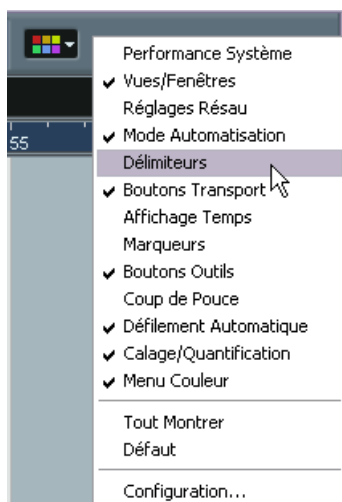 Performance Système
Vues/Fenêtres
Réglages Résau
Mode Automatisation
55
Délimiteurs
Boutons Transport
Affichage Temps
Marqueurs
Boutons Outils
Coup de Pouce
Défilement Automatique
Calage/Quantification
Menu Couleur
Tout Montrer
Défaut
Configuration...